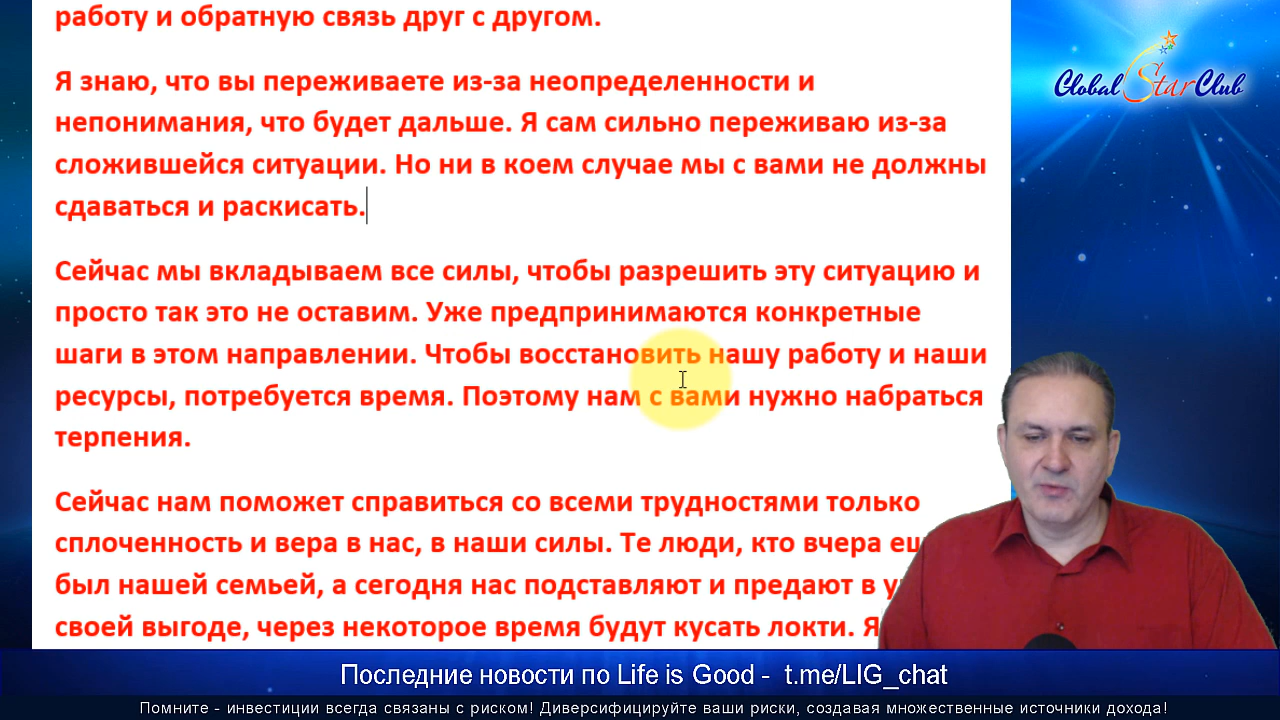 работу и обратную связь друг с другом.
Я знаю, что вы переживаете из-за неопределенности и
непонимания, что будет дальше. Я сам сильно переживаю из-за
сложившейся ситуации. Но ни в коем случае мы с вами не должны
сдаваться и раскисать.
Сейчас мы вкладываем все силы, чтобы разрешить эту ситуацию и
просто так это не оставим. Уже предпринимаются конкретные
шаги в этом направлении. Чтобы восстановить нашу работу и наши
ресурсы, потребуется время. Поэтому нам с вами нужно набраться
терпения.
Сейчас нам поможет справиться со всеми трудностями только
сплоченность и вера в нас, в наши силы. Те люди, кто вчера
был нашей семьей, а сегодня нас подставляют и предают в
своей выгоде, через некоторое время будут кусать локти. Я
Global Star Club
Последние новости по Life is Good - t.me/LIG_chat
Помните - инвестиции всегда связаны с риском! Диверсифицируйте ваши риски, создавая множественные источники дохода!